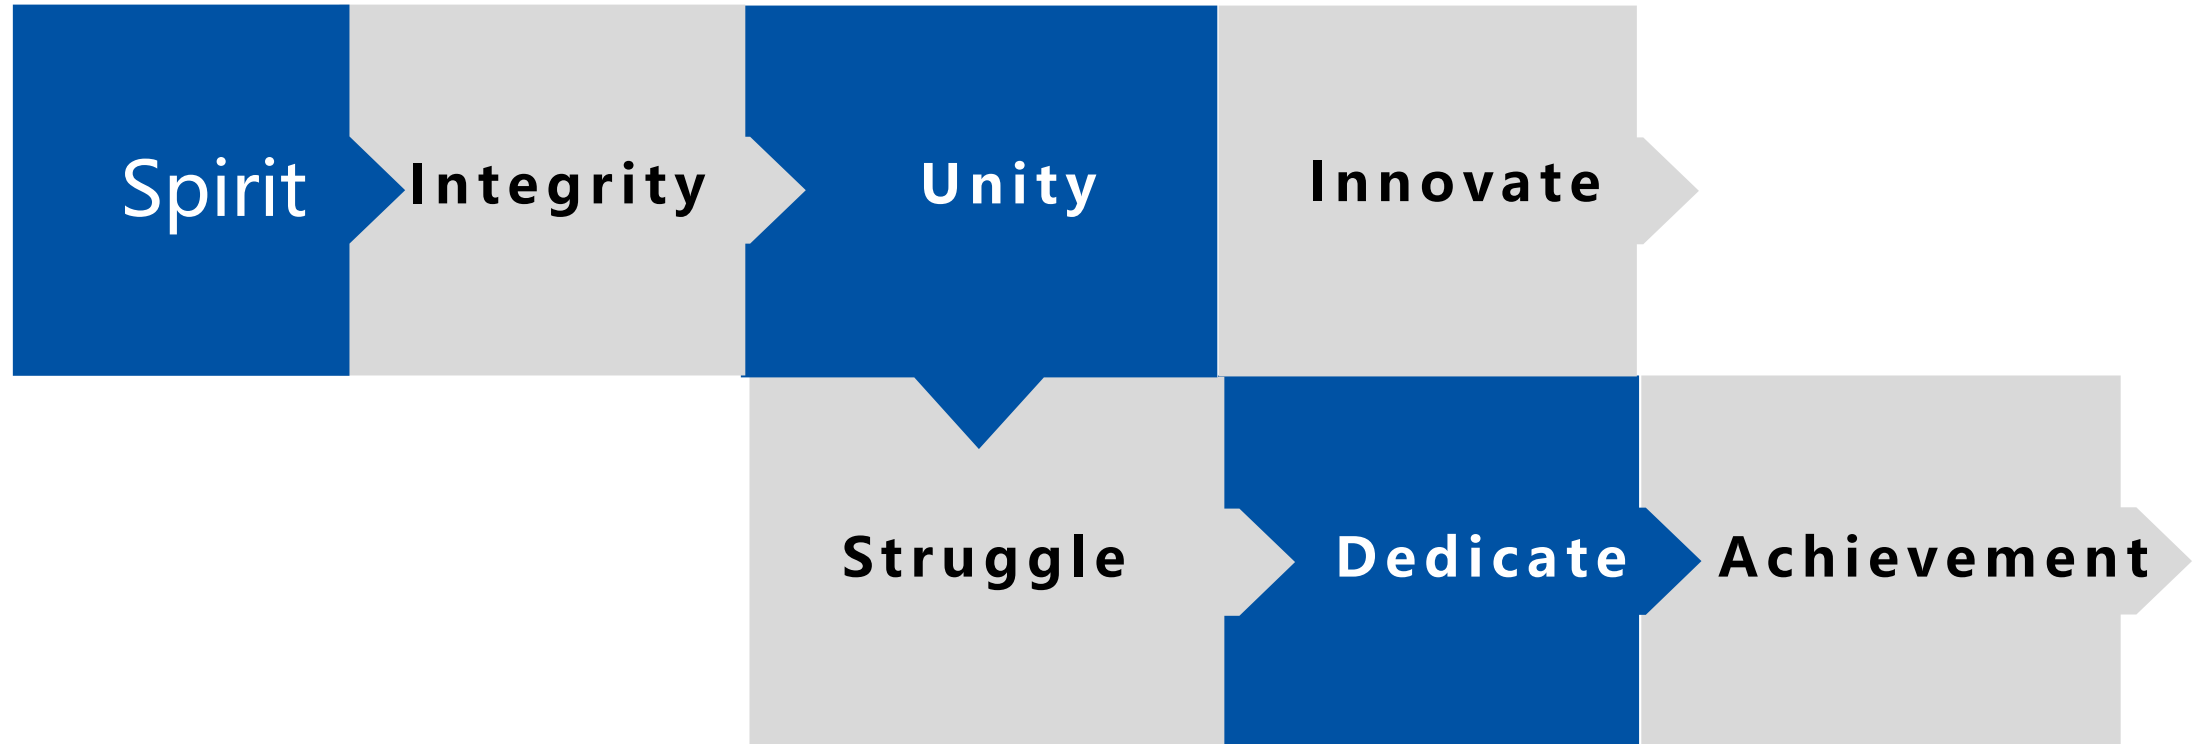 Spirit
Integrity
Unity
Innovate
Struggle
Dedicate
Achievement